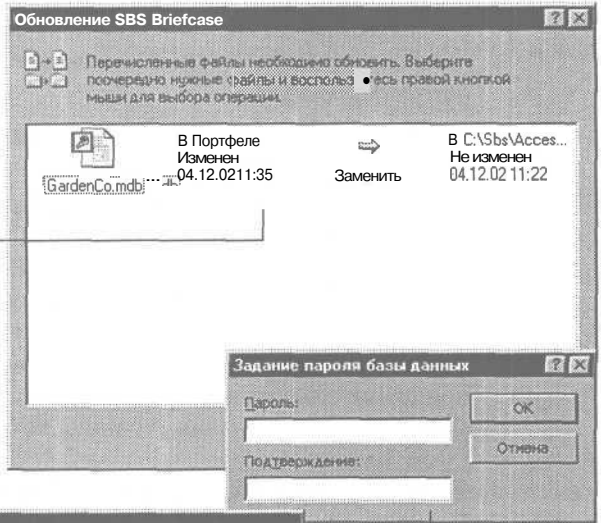 Обновление SBS Briefcase
Перечисленные файлы необходимо обновить. Выберите
поочередно нужные файлы и воспольз тесь правой кнопкой
мыши для выбора операции.
GardenCo.mdb
В Портфеле
Изменен
04.12.0211:35
Заменить
В C:\Sbs\Acces...
Не изменен
04.12.02 11:22
Задание пароля базы данных
Пароль:
OK
Отмена
Подтверждение: